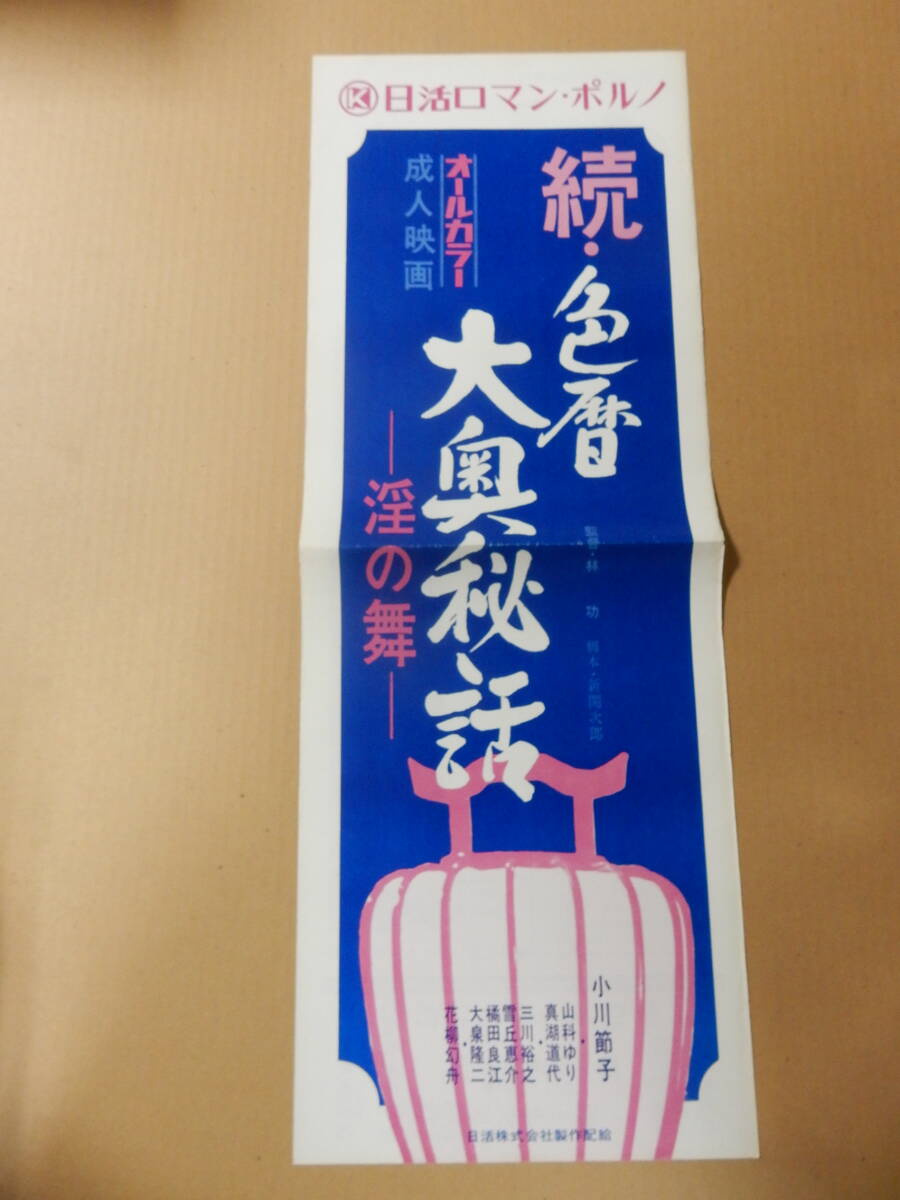 K 日活ロマン・ポルノ
続・色暦
大奥秘話
―淫の舞―
オールカラー
成人映画
監督・林 功 脚本・新関次郎
小川節子・
山科ゆり
真湖道代・
三川裕之
雪丘恵介
橘田良江
大泉隆二・
花柳幻舟
日活株式会社製作配給